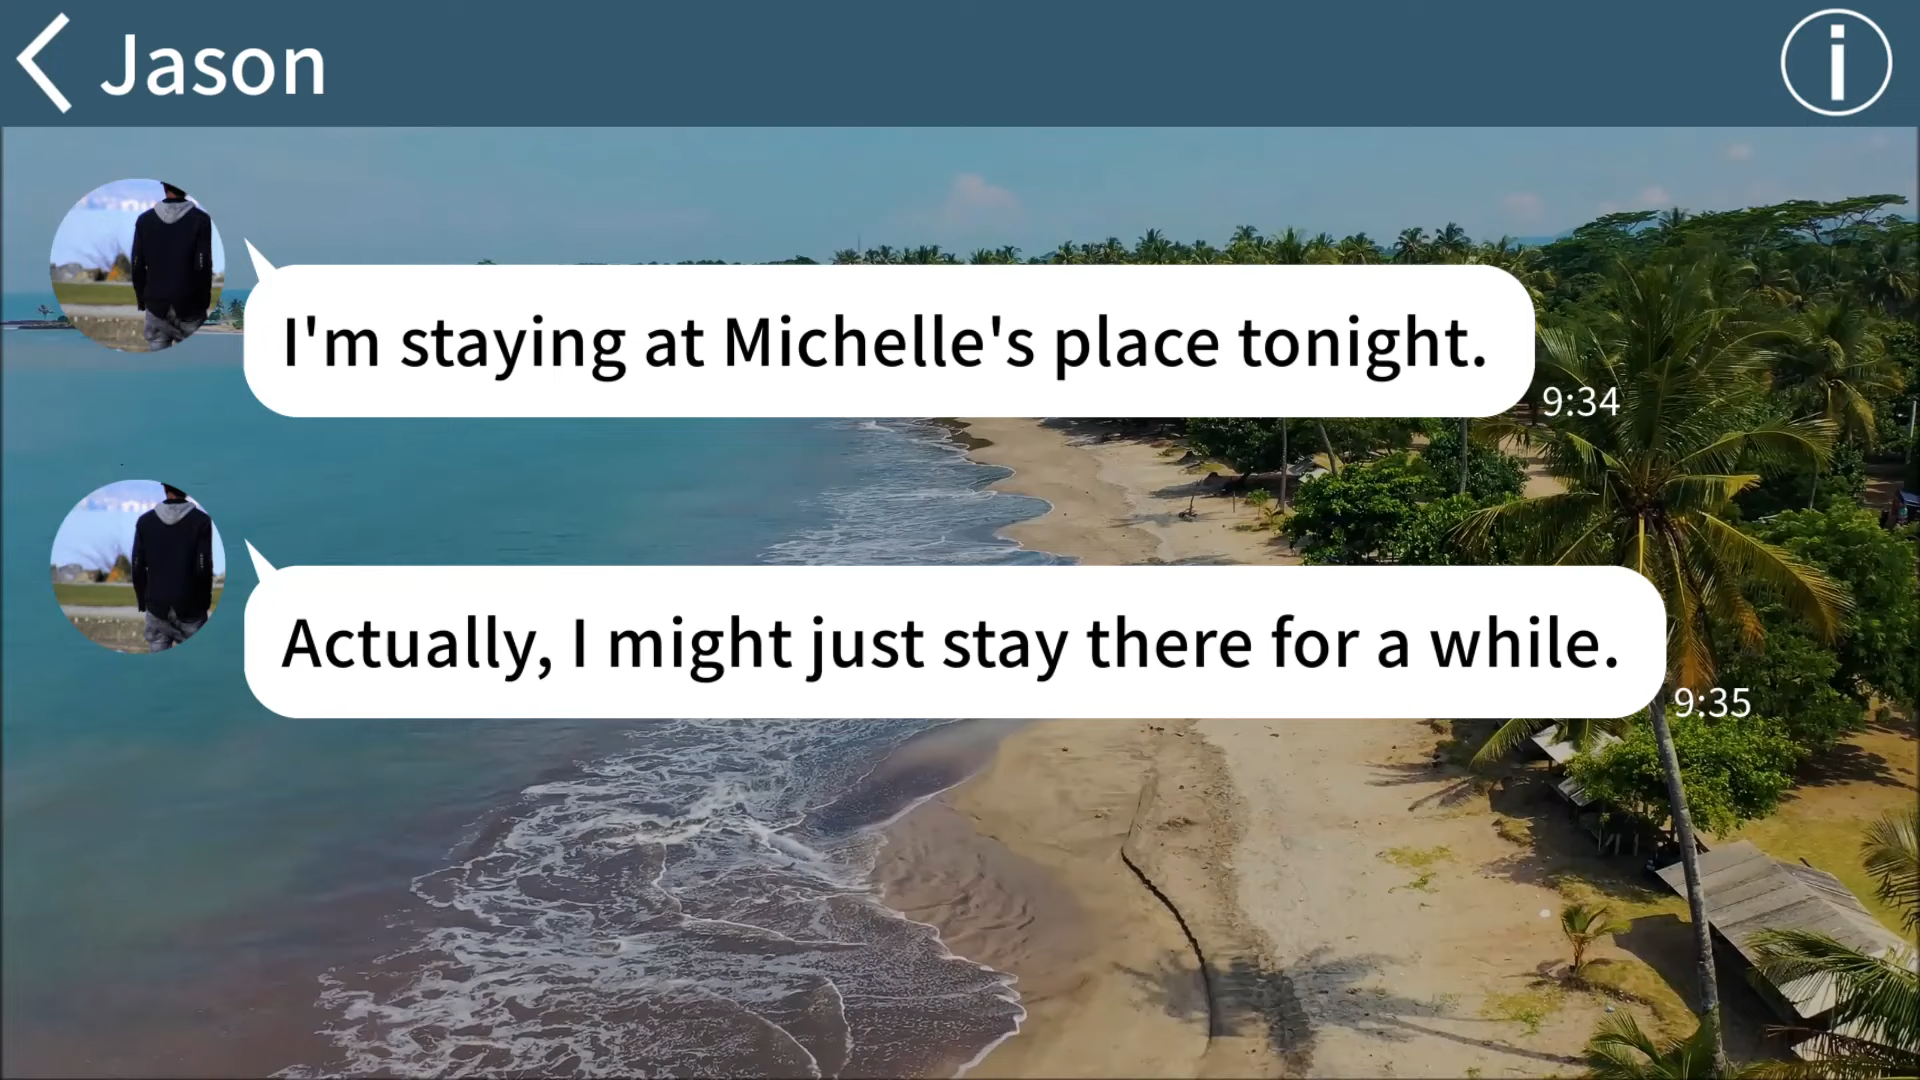 Jason
I'm staying at Michelle's place tonight.
9:34
Actually, I might just stay there for a while.
9:35